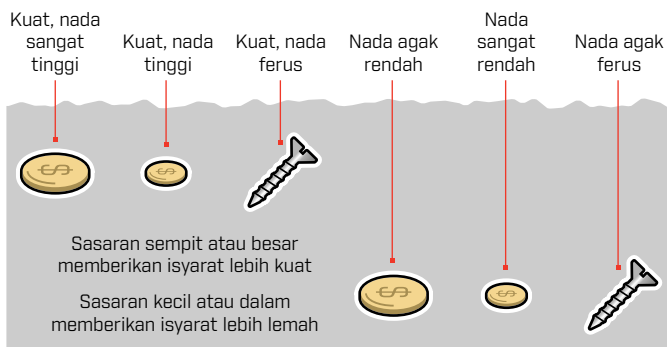 Kuat, nada
sangat
tinggi
Kuat, nada
tinggi
Kuat, nada
ferus
Nada agak
rendah
Nada
sangat
rendah
Nada agak
ferus
Sasaran sempit atau besar
memberikan isyarat lebih kuat
Sasaran kecil atau dalam
memberikan isyarat lebih lemah